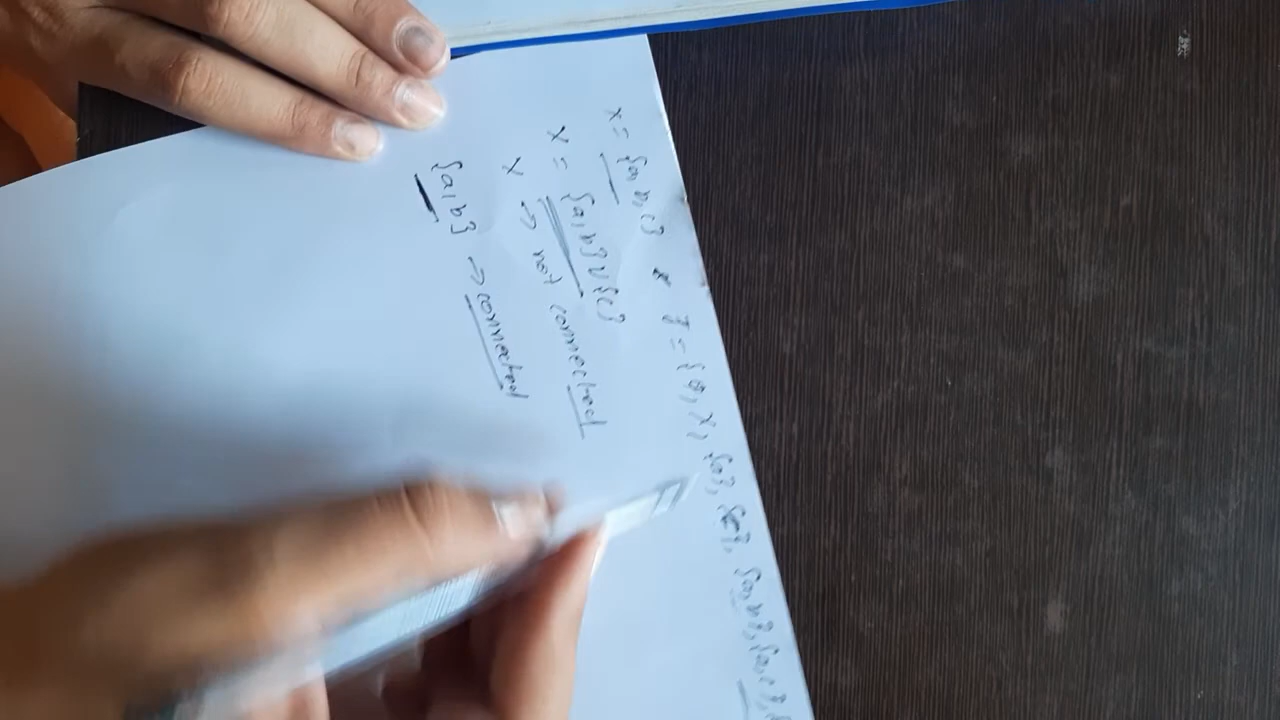 X = {a, b, c} & J = {φ, X, {a}, {c}, {a, b}, {a, c},
X = {a, b} U {c}
X → not connected
{a, b} → connected